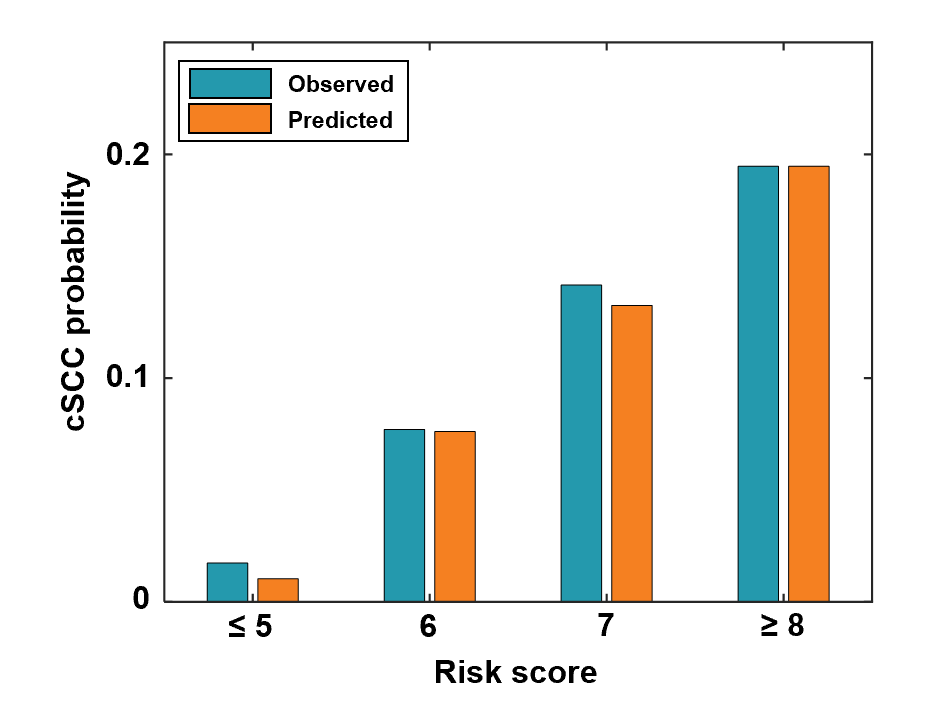 Observed
Predicted
0.2
0.1
0
cSCC probability
≤ 5
6
7
≥ 8
Risk score